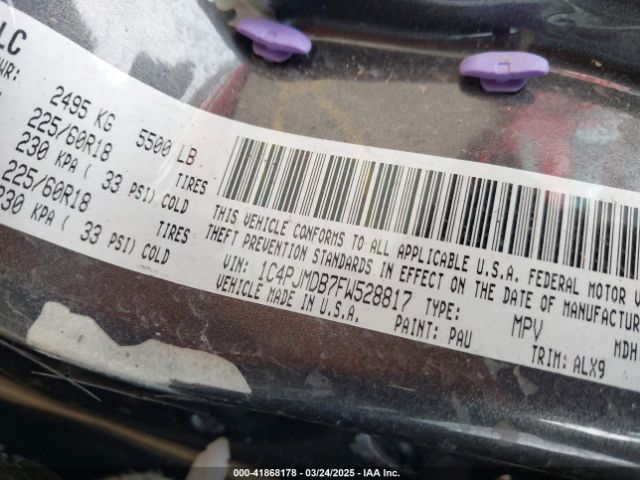 LC
WR: 2495 KG 5500 LB
225/60R18 TIRES
230 KPA ( 33 PSI) COLD
225/60R18 TIRES
230 KPA ( 33 PSI) COLD
THIS VEHICLE CONFORMS TO ALL APPLICABLE U.S.A. FEDERAL MOTOR
THEFT PREVENTION STANDARDS IN EFFECT ON THE DATE OF MANUFACTUR
VIN: 1C4PJMDB7FW528817 TYPE: MPV MDH
VEHICLE MADE IN U.S.A. PAINT: PAU TRIM: ALX9
000-41868178 — 03/24/2025 — IAA Inc.